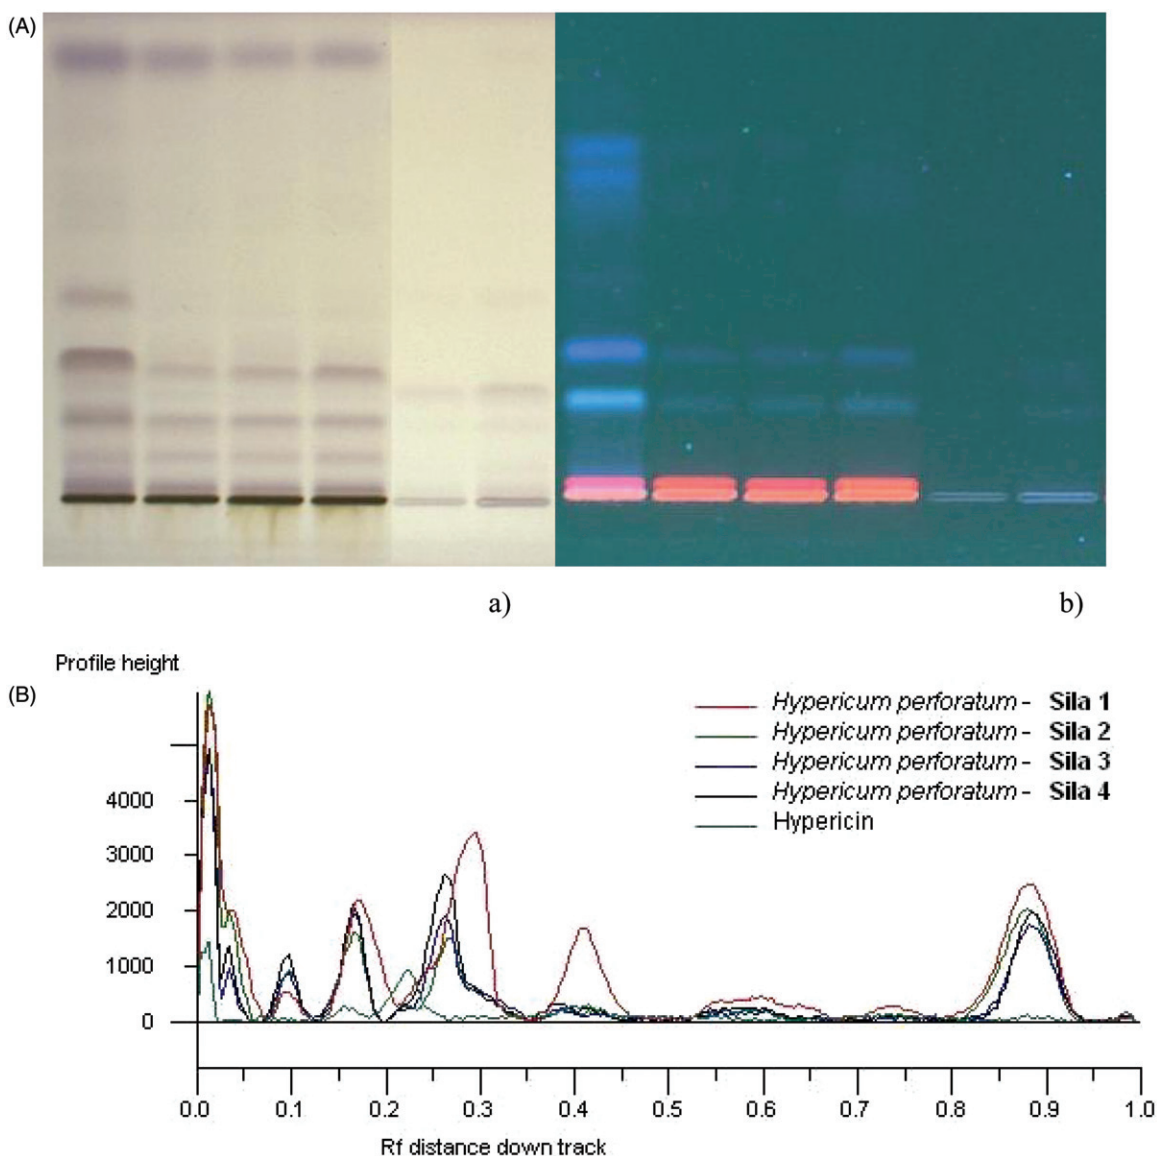 (A)
a) b)
Profile height
(B)
Hypericum perforatum - Sila 1
Hypericum perforatum - Sila 2
Hypericum perforatum - Sila 3
Hypericum perforatum - Sila 4
Hypericin
4000
3000
2000
1000
0
0.0 0.1 0.2 0.3 0.4 0.5 0.6 0.7 0.8 0.9 1.0
Rf distance down track